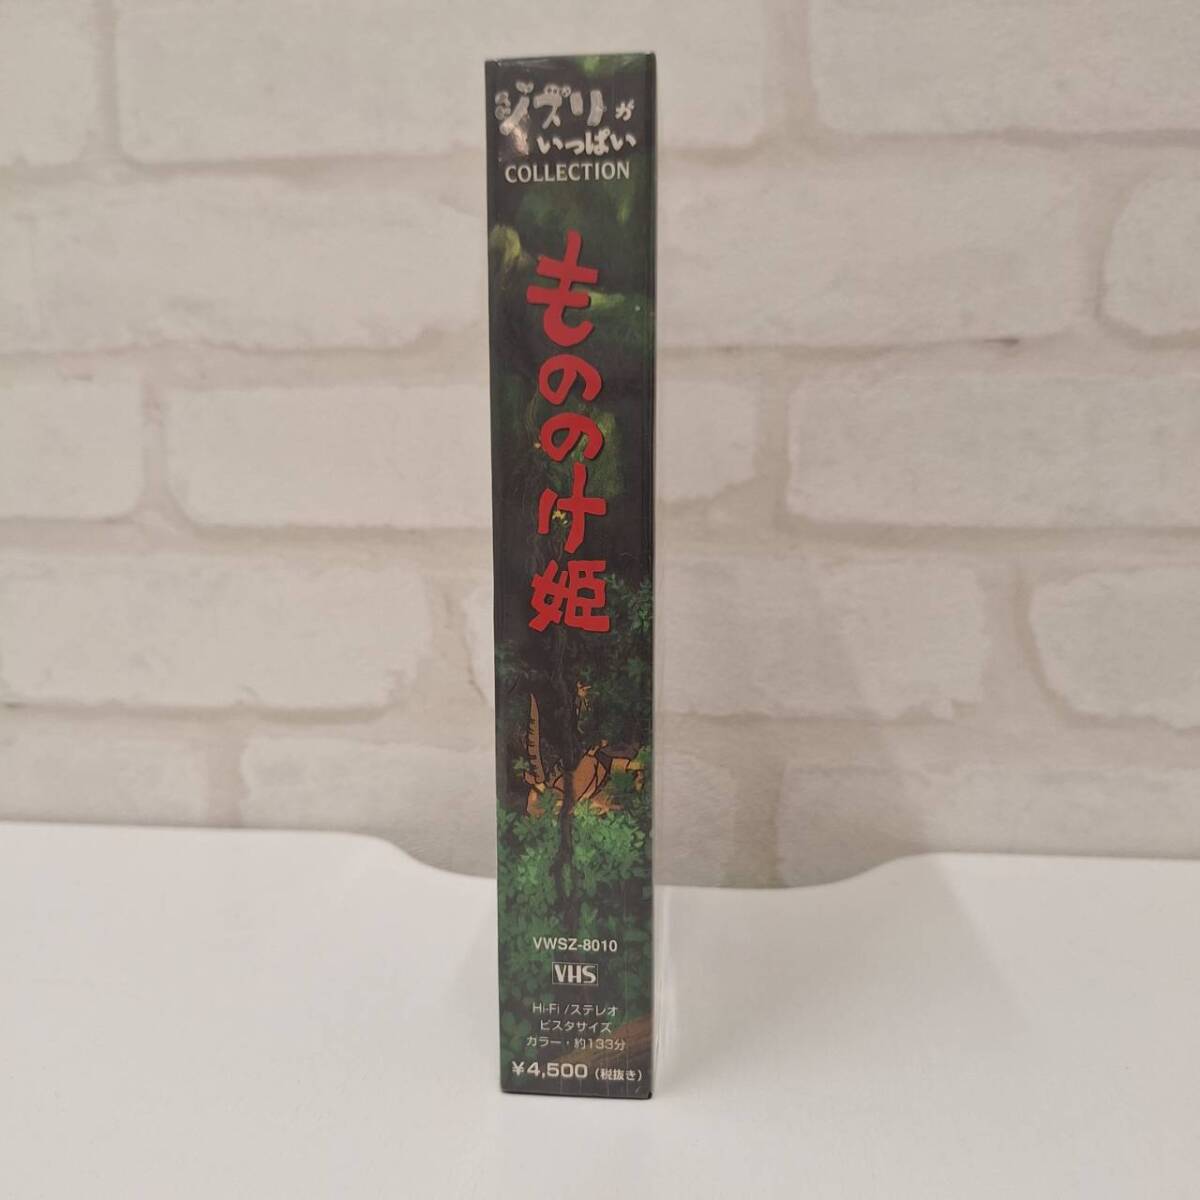 ジブリが
いっぱい
COLLECTION
もののけ姫
VWSZ-8010
VHS
Hi-Fi/ステレオ
ビスタサイズ
カラー・約133分
¥4,500(税抜き)